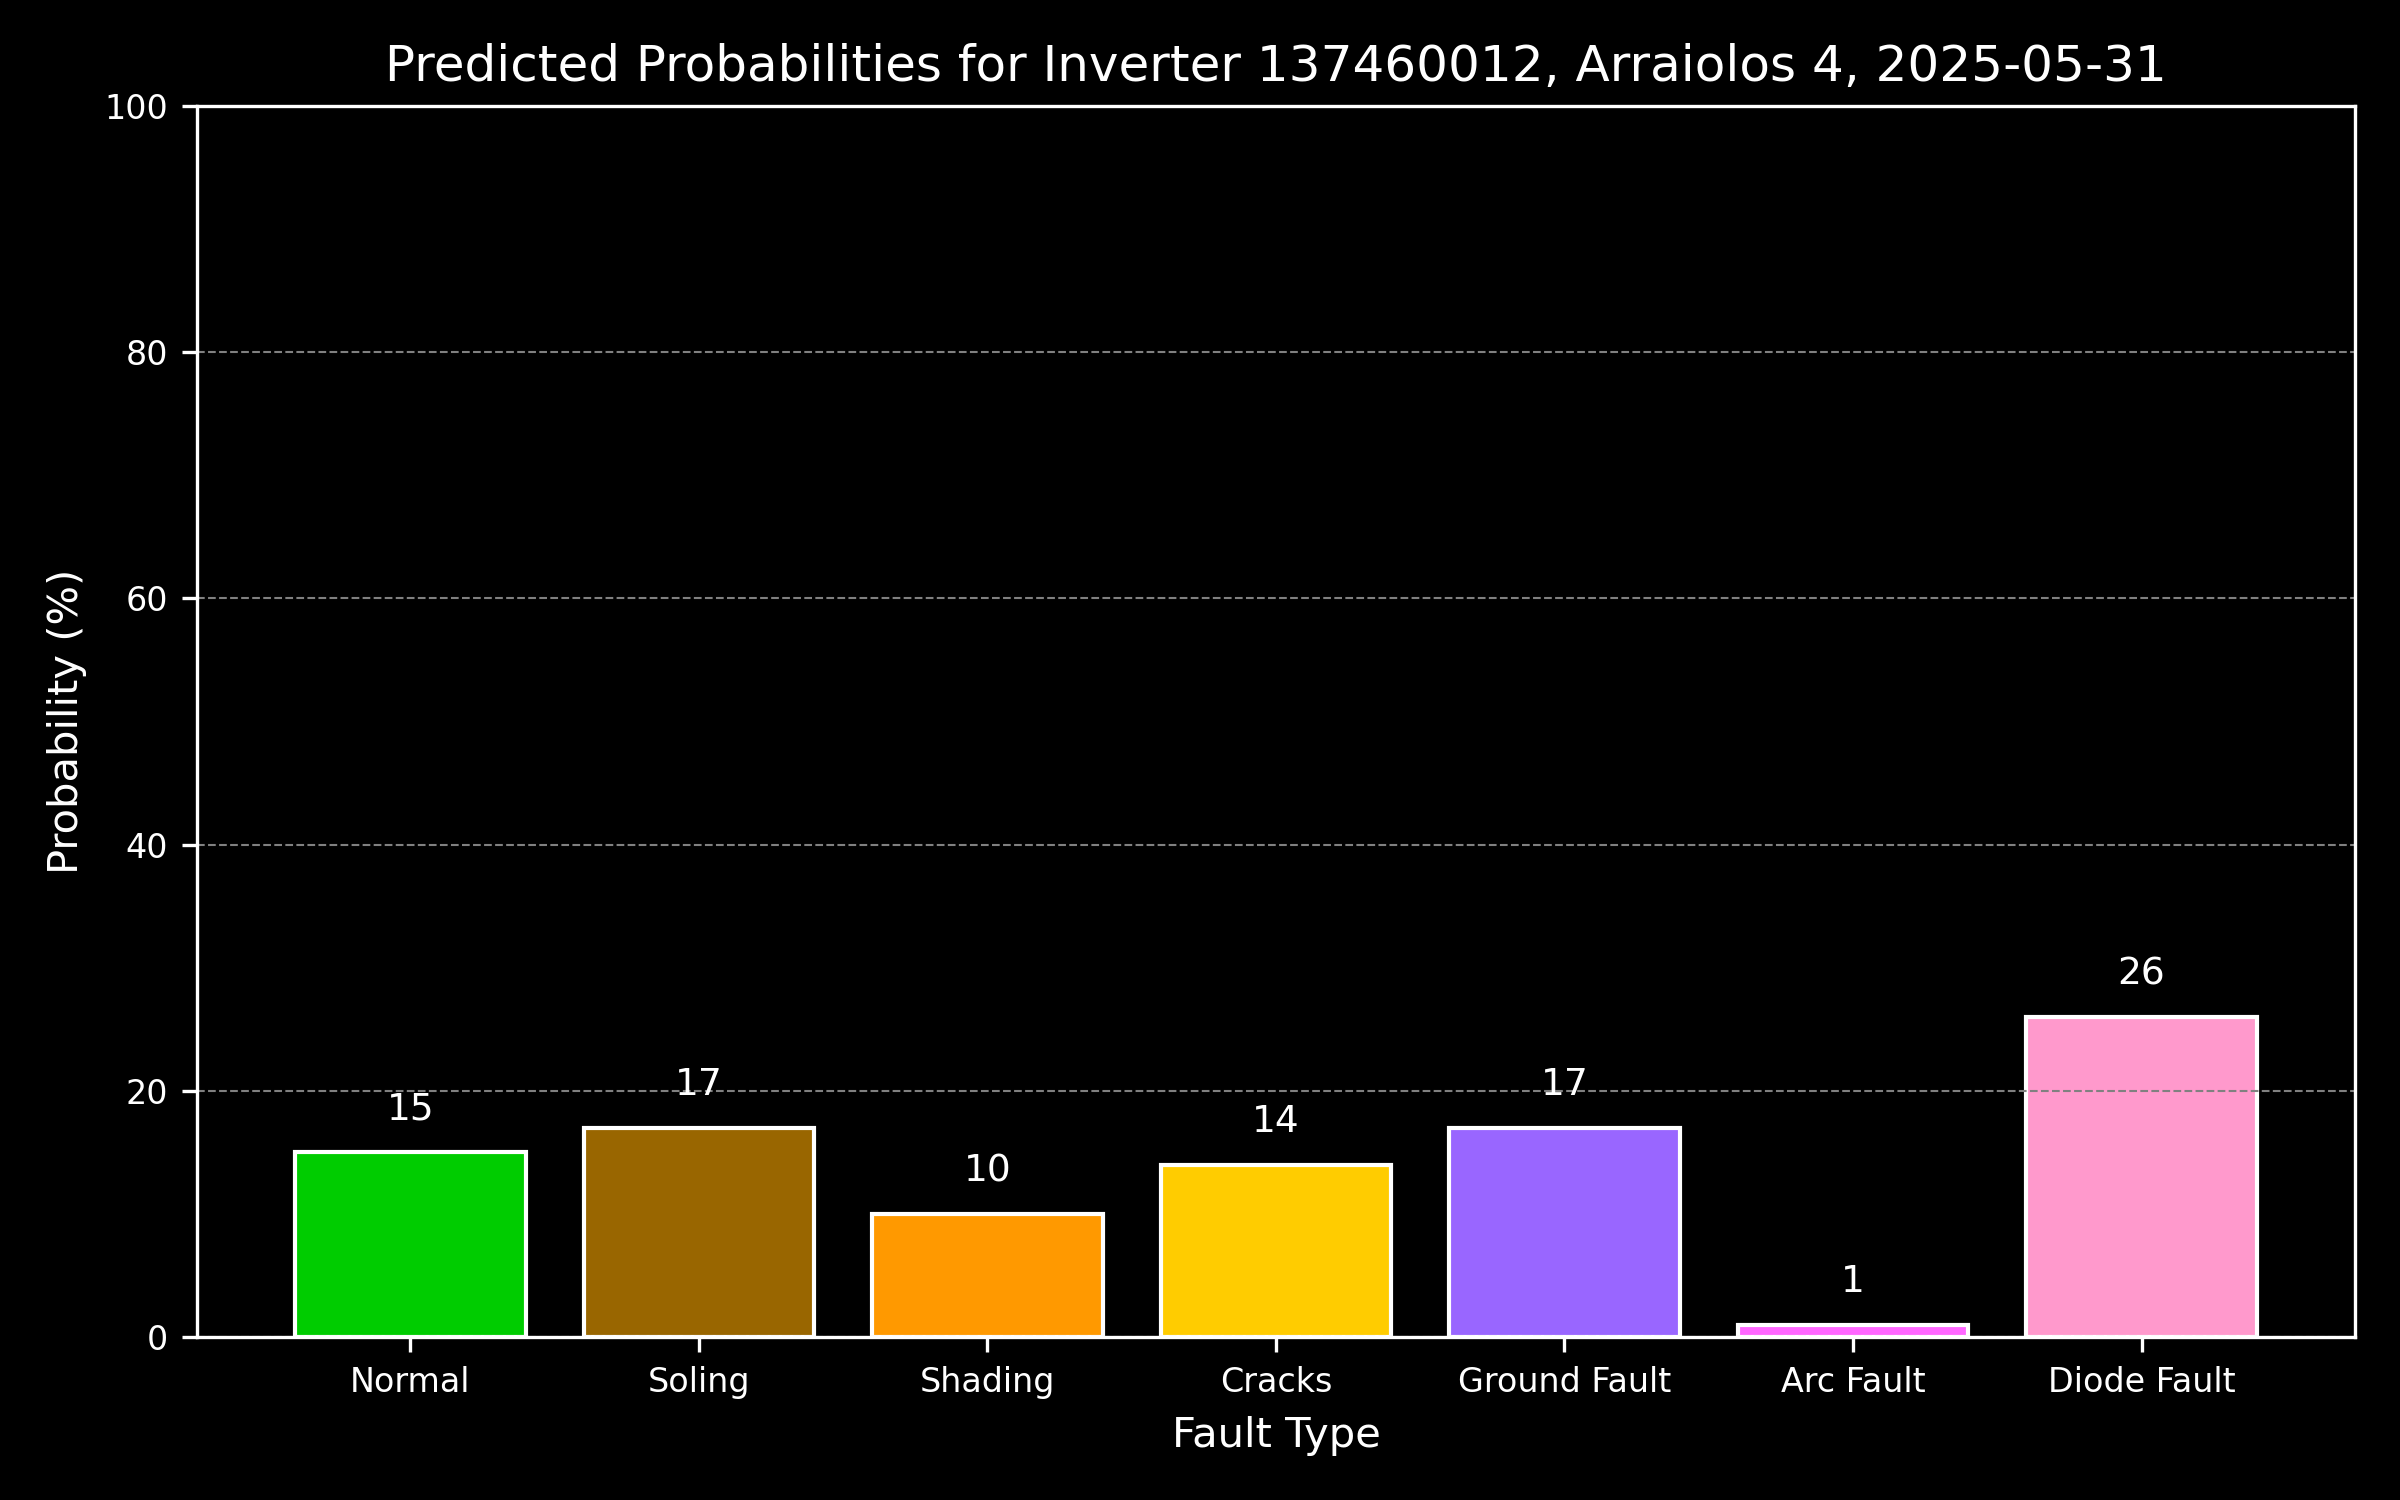 Predicted Probabilities for Inverter 137460012, Arraiolos 4, 2025-05-31
100
80
60
40
20
0
Probability (%)
15
17
10
14
17
1
26
Normal
Soling
Shading
Cracks
Ground Fault
Arc Fault
Diode Fault
Fault Type